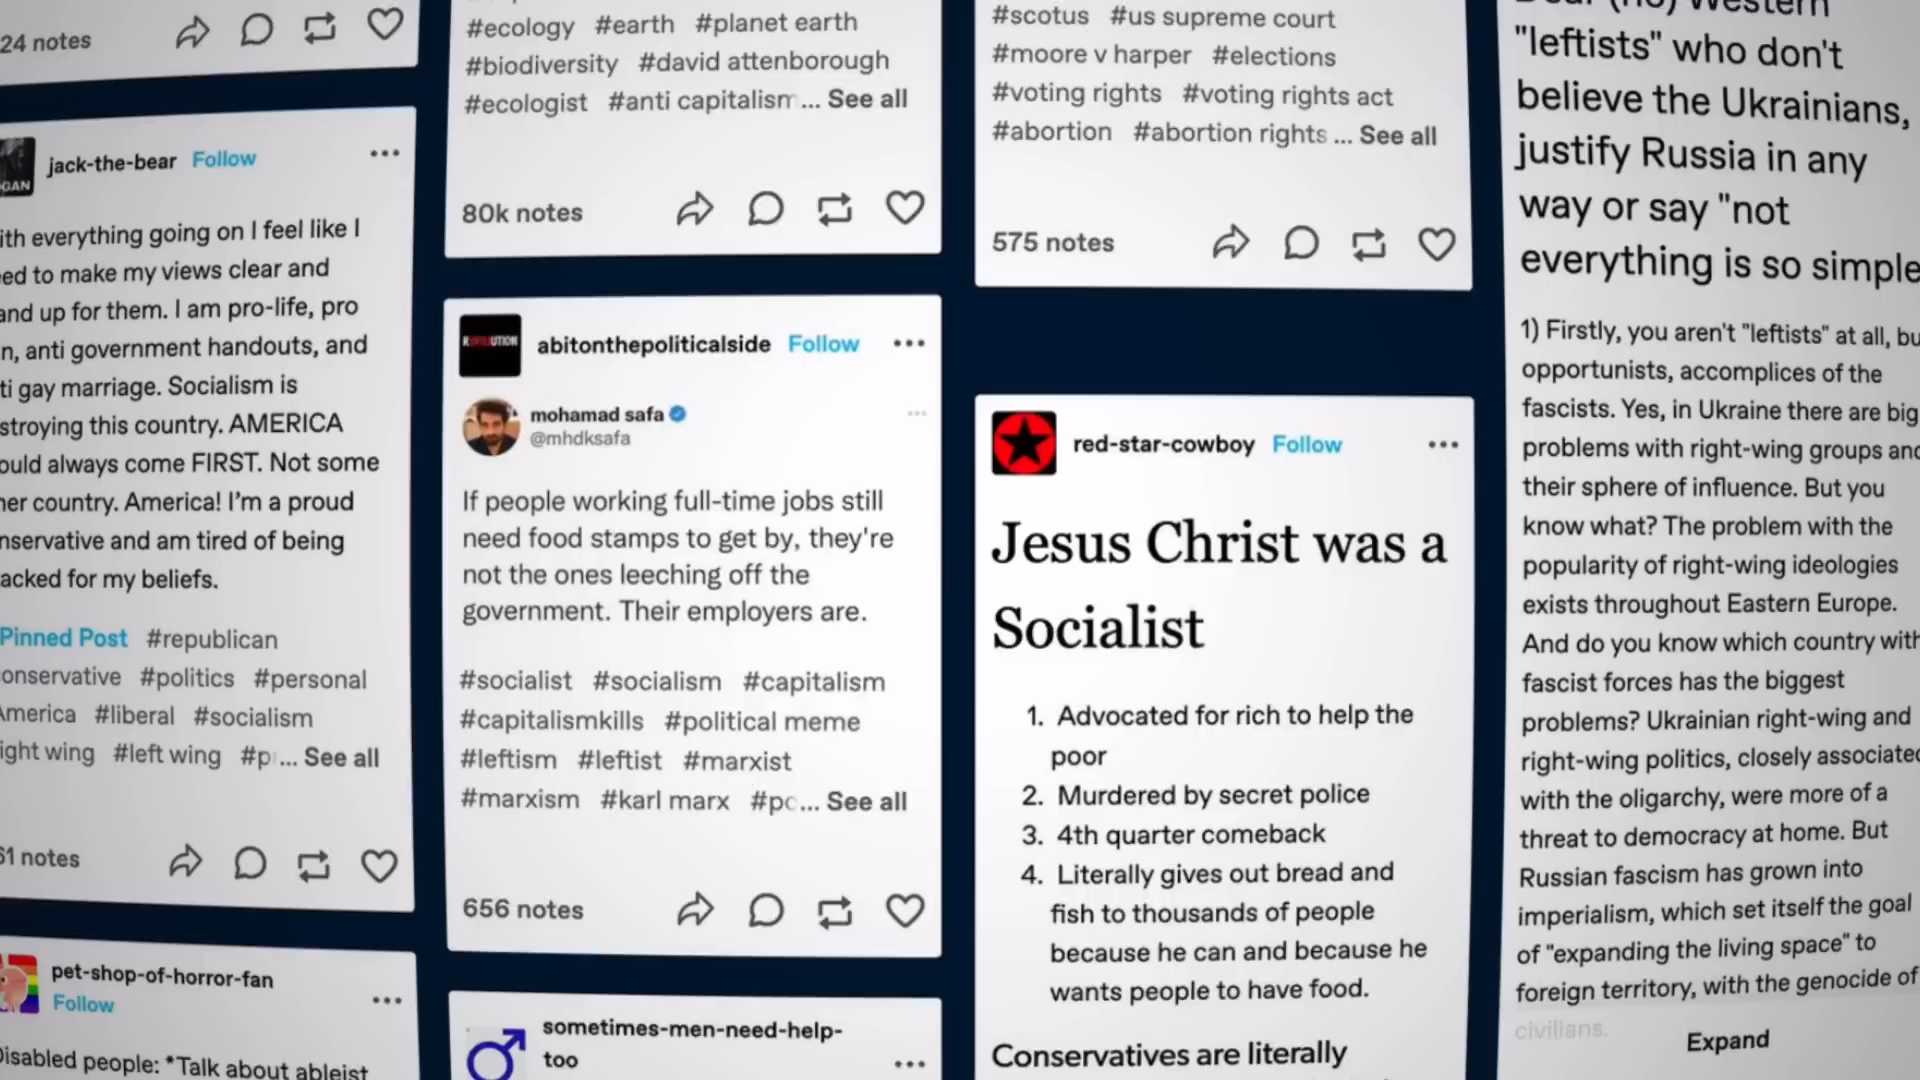 24 notes
jack-the-bear Follow
GAN
ith everything going on I feel like I
ed to make my views clear and
and up for them. I am pro-life, pro
n, anti government handouts, and
ti gay marriage. Socialism is
stroying this country. AMERICA
ould always come FIRST. Not some
her country. America! I'm a proud
nservative and am tired of being
acked for my beliefs.
Pinned Post #republican
onservative #politics #personal
America #liberal #socialism
ight wing #left wing #p ... See all
61 notes
pet-shop-of-horror-fan
Follow
Disabled people: *Talk about ableist
#ecology #earth #planet earth
#biodiversity #david attenborough
#ecologist #anti capitalism ... See all
80k notes
abitonthepoliticalside Follow
mohamad safa
@mhdksafa
If people working full-time jobs still
need food stamps to get by, they're
not the ones leeching off the
government. Their employers are.
#socialist #socialism #capitalism
#capitalismkills #political meme
#leftism #leftist #marxist
#marxism #karl marx #pc... See all
656 notes
sometimes-men-need-help-
too
#scotus #us supreme court
#moore v harper #elections
#voting rights #voting rights act
#abortion #abortion rights ... See all
575 notes
red-star-cowboy Follow
Jesus Christ was a
Socialist
1. Advocated for rich to help the
poor
2. Murdered by secret police
3. 4th quarter comeback
4. Literally gives out bread and
fish to thousands of people
because he can and because he
wants people to have food.
Conservatives are literally
Dear (no) Western
"leftists" who don't
believe the Ukrainians,
justify Russia in any
way or say "not
everything is so simple
1) Firstly, you aren't "leftists" at all, bu
opportunists, accomplices of the
fascists. Yes, in Ukraine there are big
problems with right-wing groups and
their sphere of influence. But you
know what? The problem with the
popularity of right-wing ideologies
exists throughout Eastern Europe.
And do you know which country with
fascist forces has the biggest
problems? Ukrainian right-wing and
right-wing politics, closely associated
with the oligarchy, were more of a
threat to democracy at home. But
Russian fascism has grown into
imperialism, which set itself the goal
of "expanding the living space" to
foreign territory, with the genocide of
civilians.
Expand